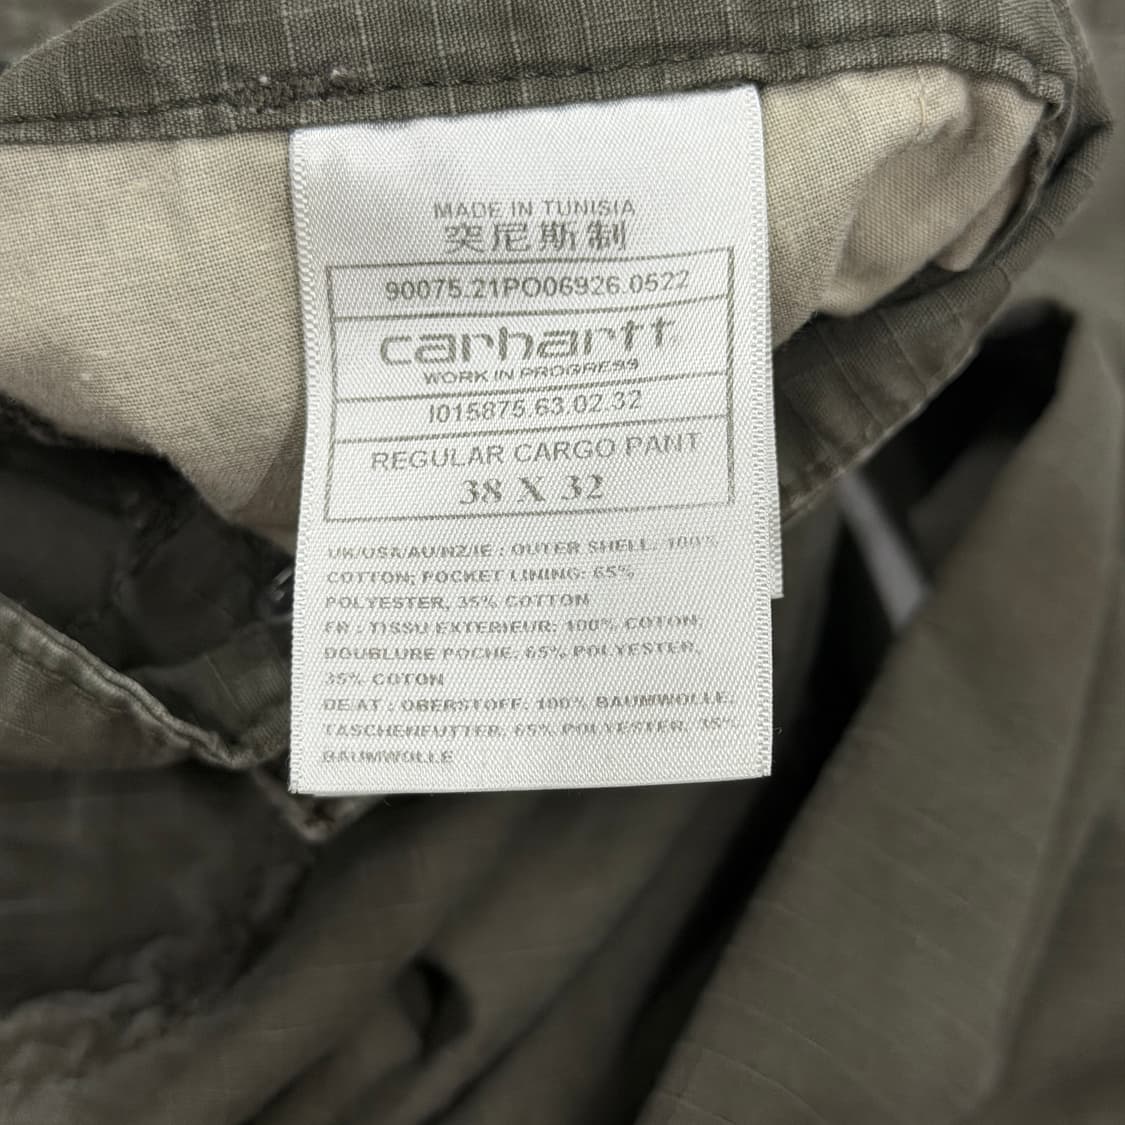 MADE IN TUNISIA
突尼斯制
90075.21PO06926.0522
carhartt
WORK IN PROGRESS
I015875.63.02.32
REGULAR CARGO PANT
38 X 32
UK/USA/AU/NZ/IE : OUTER SHELL: 100%
COTTON; POCKET LINING: 65%
POLYESTER, 35% COTTON
FR : TISSU EXTERIEUR: 100% COTON;
DOUBLURE POCHE: 65% POLYESTER,
35% COTON
DE/AT : OBERSTOFF: 100% BAUMWOLLE;
TASCHENFUTTER: 65% POLYESTER, 35%
BAUMWOLLE